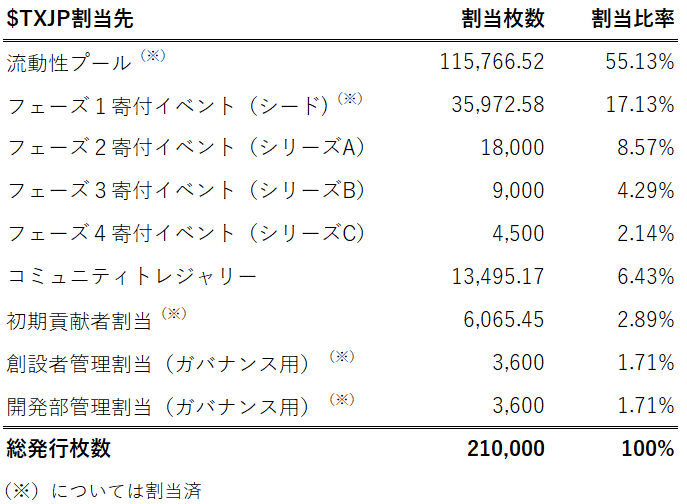 $TXJP割当先 割当枚数 割当比率
流動性プール（※） 115,766.52 55.13%
フェーズ１寄付イベント（シード）（※） 35,972.58 17.13%
フェーズ２寄付イベント（シリーズA） 18,000 8.57%
フェーズ３寄付イベント（シリーズB） 9,000 4.29%
フェーズ４寄付イベント（シリーズC） 4,500 2.14%
コミュニティトレジャリー 13,495.17 6.43%
初期貢献者割当（※） 6,065.45 2.89%
創設者管理割当（ガバナンス用）（※） 3,600 1.71%
開発部管理割当（ガバナンス用）（※） 3,600 1.71%
総発行枚数 210,000 100%
（※）については割当済